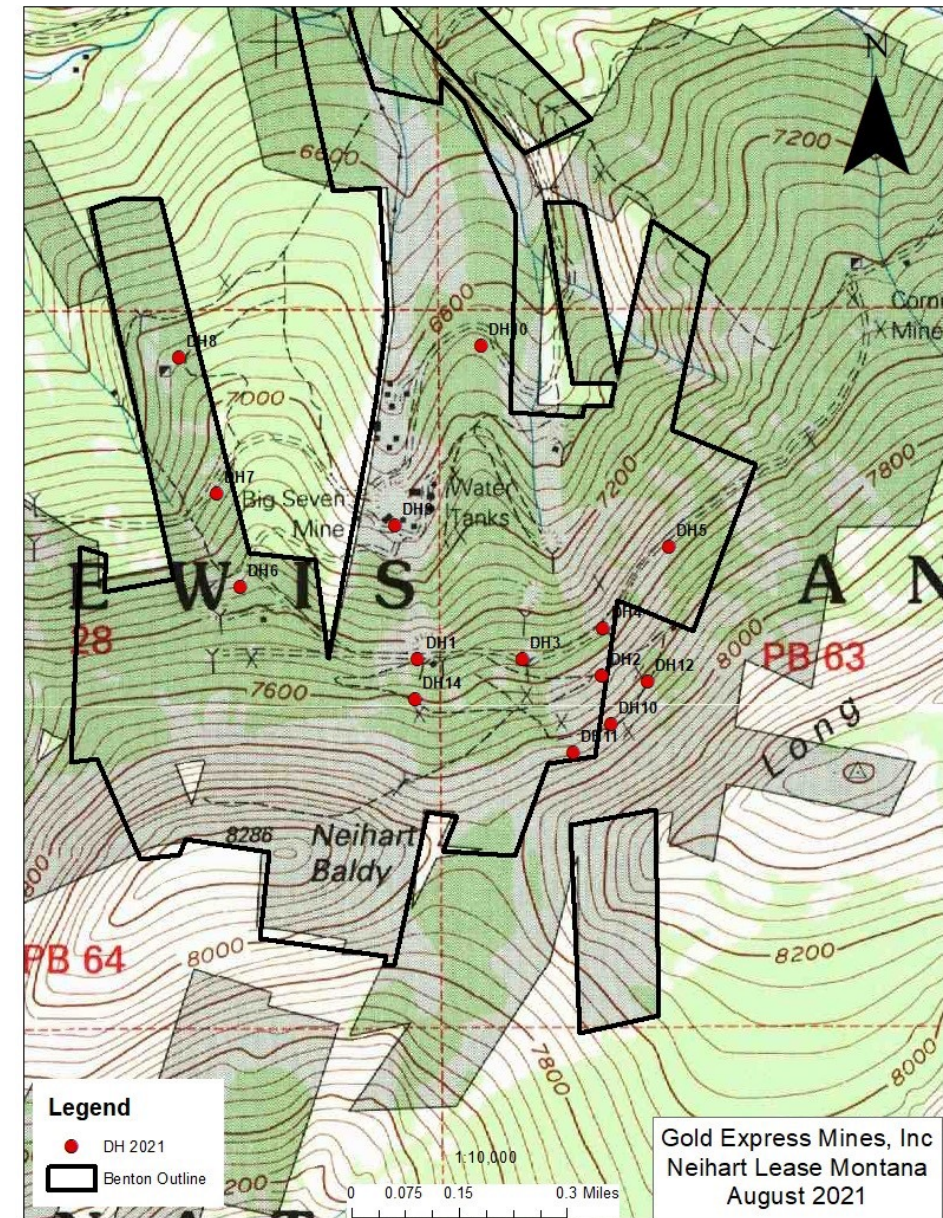 N
7200
6600
Corn
Mine
6800
DH10
DH8
7000
DH7
Big Seven
Mine
Water
Tanks
DH9
7200
7800
DH5
E W I S
A N
DH6
28
DH4
8000
PB 63
DH1
DH3
DH2
DH12
7600
DH14
DH10
DH11
Long
8286
Neihart
Baldy
800
8000
PB 64
8200
7800
8000
Legend
DH 2021
Benton Outline
200
1:10,000
0 0.075 0.15 0.3 Miles
Gold Express Mines, Inc
Neihart Lease Montana
August 2021